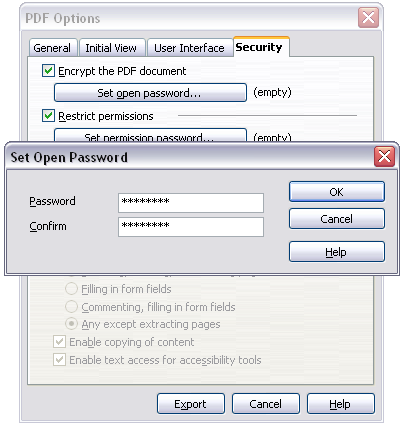 PDF Options
General Initial View User Interface Security
Encrypt the PDF document
Set open password... (empty)
Restrict permissions
Set permission password... (empty)
Set Open Password
Password ******** OK
Confirm ******** Cancel
Help
Filling in form fields
Commenting, filling in form fields
Any except extracting pages
Enable copying of content
Enable text access for accessibility tools
Export Cancel Help